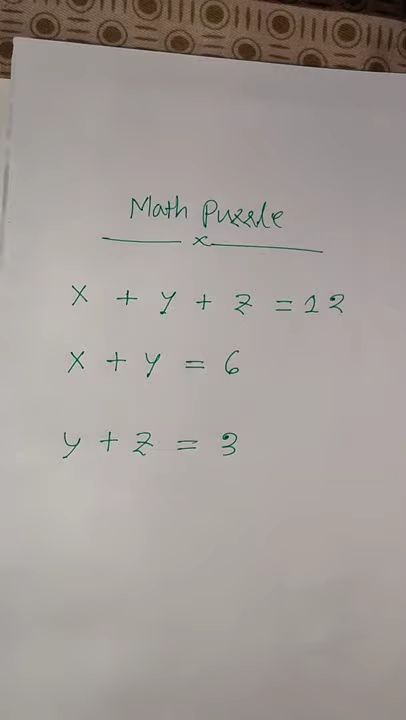 Math Puzzle
x
x + y + z = 12
x + y = 6
y + z = 3